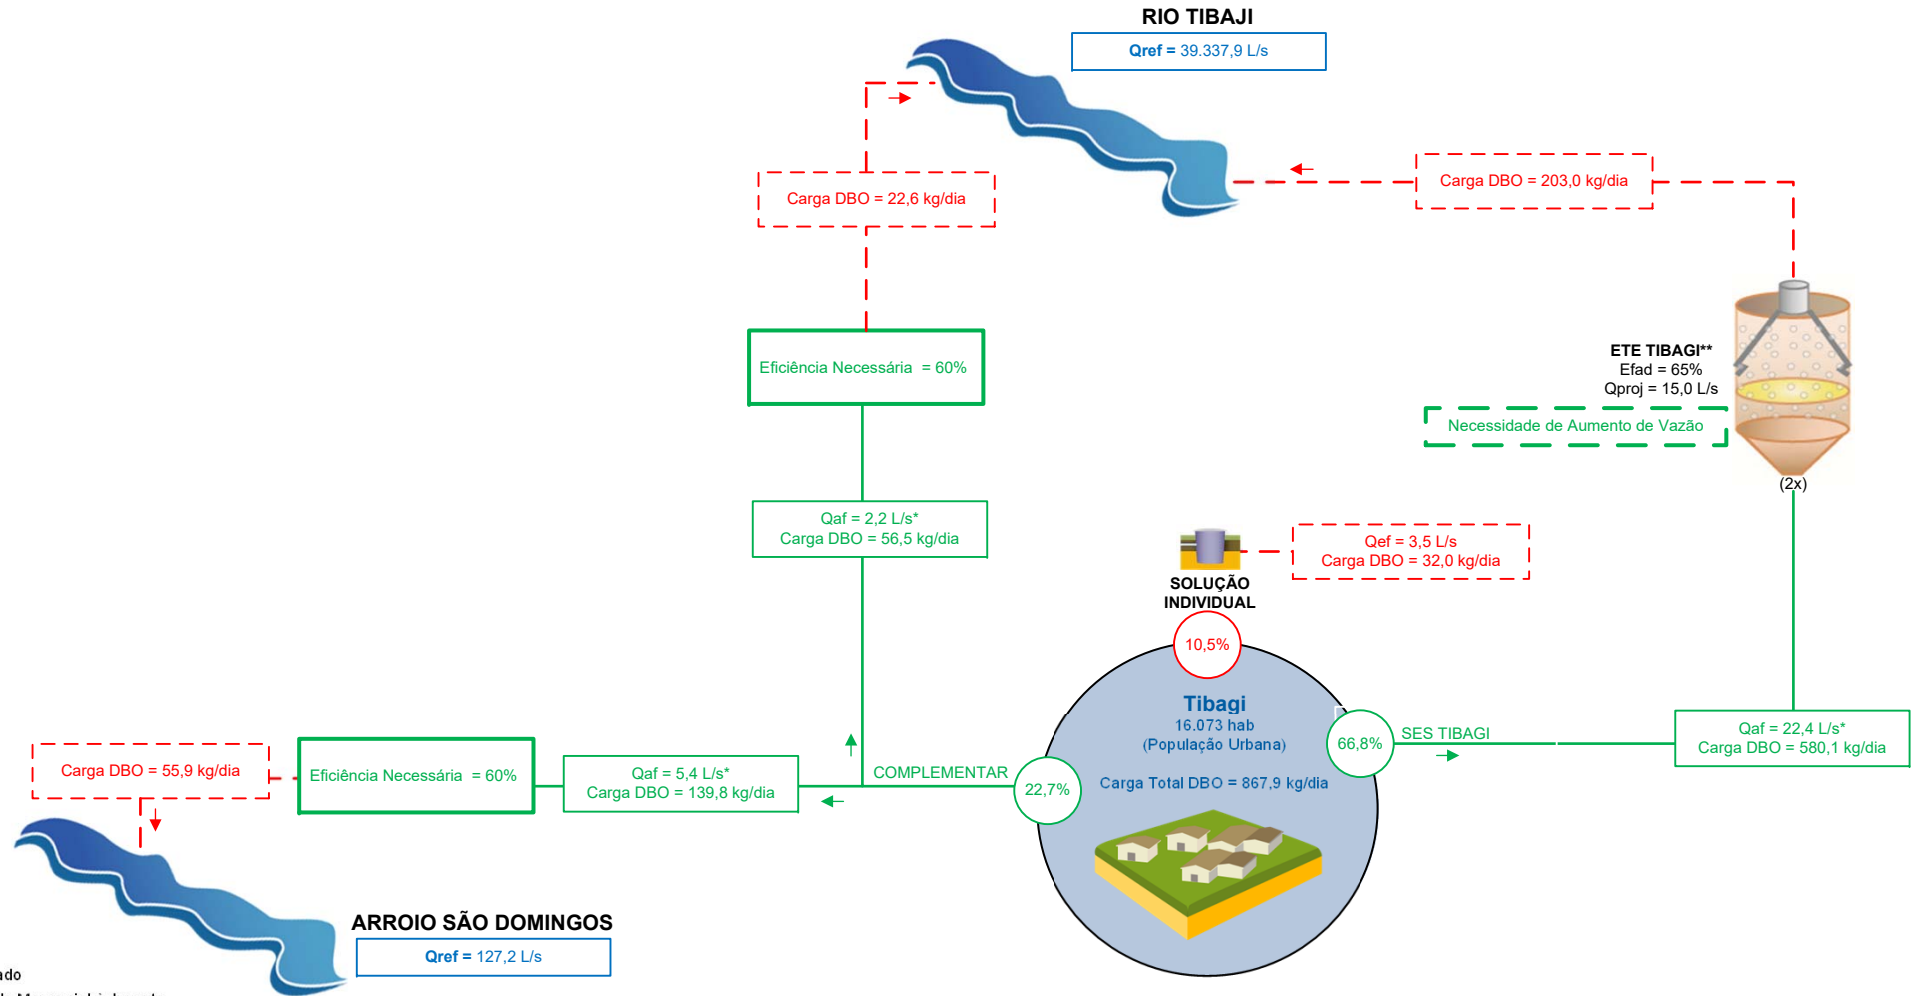 RIO TIBAJI
Qref = 39.337,9 L/s
Carga DBO = 22,6 kg/dia
Carga DBO = 203,0 kg/dia
Eficiência Necessária = 60%
ETE TIBAGI**
Efad = 65%
Qproj = 15,0 L/s
Necessidade de Aumento de Vazão
(2x)
Qaf = 2,2 L/s*
Carga DBO = 56,5 kg/dia
Qef = 3,5 L/s
Carga DBO = 32,0 kg/dia
SOLUÇÃO
INDIVIDUAL
10,5%
Tibagi
16.073 hab
(População Urbana)
Carga Total DBO = 867,9 kg/dia
66,8%
SES TIBAGI
Qaf = 22,4 L/s*
Carga DBO = 580,1 kg/dia
22,7%
COMPLEMENTAR
Qaf = 5,4 L/s*
Carga DBO = 139,8 kg/dia
Eficiência Necessária = 60%
Carga DBO = 55,9 kg/dia
ARROIO SÃO DOMINGOS
Qref = 127,2 L/s
ado